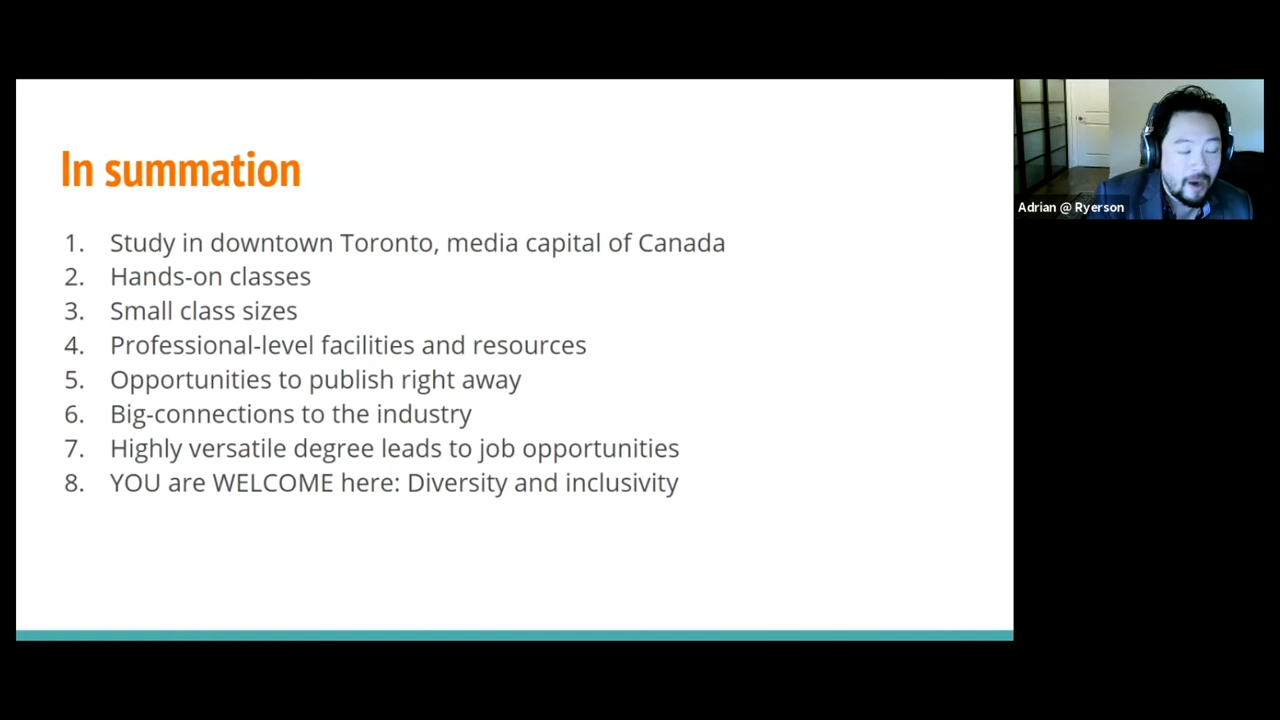 In summation
1. Study in downtown Toronto, media capital of Canada
2. Hands-on classes
3. Small class sizes
4. Professional-level facilities and resources
5. Opportunities to publish right away
6. Big-connections to the industry
7. Highly versatile degree leads to job opportunities
8. YOU are WELCOME here: Diversity and inclusivity
Adrian @ Ryerson